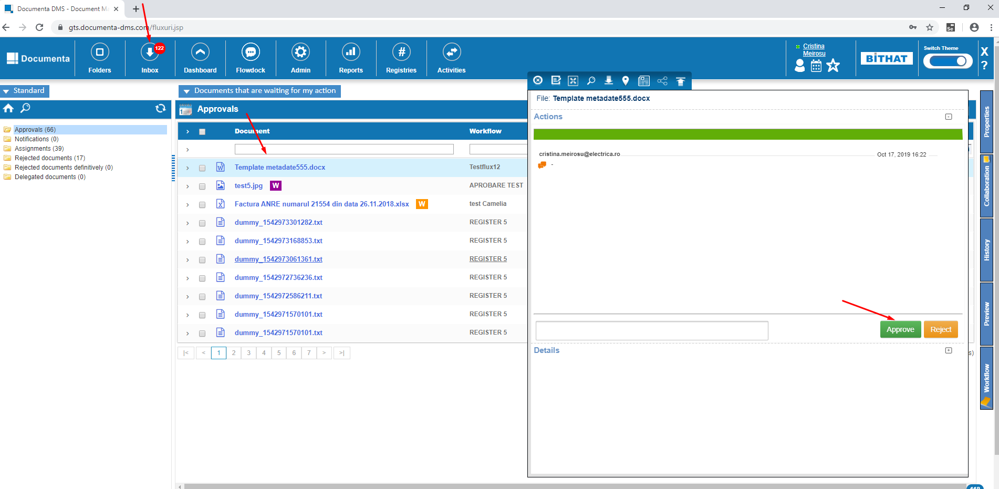 Documenta DMS - Document Ma
gts.documenta-dms.com/fluxuri.jsp
Documenta
Folders
122
Inbox
Dashboard
Flowdock
Admin
Reports
#
Registries
Activities
Cristina
Meirosu
BITHAT
Switch Theme
X
?
Standard
Documents that are waiting for my action
Approvals (66)
Notifications (0)
Assignments (39)
Rejected documents (17)
Rejected documents definitively (0)
Delegated documents (0)
Approvals
Document
Workflow
Template metadate555.docx
Testflux12
test5.jpg W
APROBARE TEST
Factura ANRE numarul 21554 din data 26.11.2018.xlsx W
test Camelia
dummy_1542973301282.txt
REGISTER 5
dummy_1542973168853.txt
REGISTER 5
dummy_1542973061361.txt
REGISTER 5
dummy_1542972736236.txt
REGISTER 5
dummy_1542972586211.txt
REGISTER 5
dummy_1542971570101.txt
REGISTER 5
dummy_1542971570101.txt
REGISTER 5
|< < 1 2 3 4 5 6 7 > >|
s)
File: Template metadate555.docx
Actions
cristina.meirosu@electrica.ro
Oct 17, 2019 16:22
-
Approve
Reject
Details
Properties
Collaboration
History
Preview
Workflow